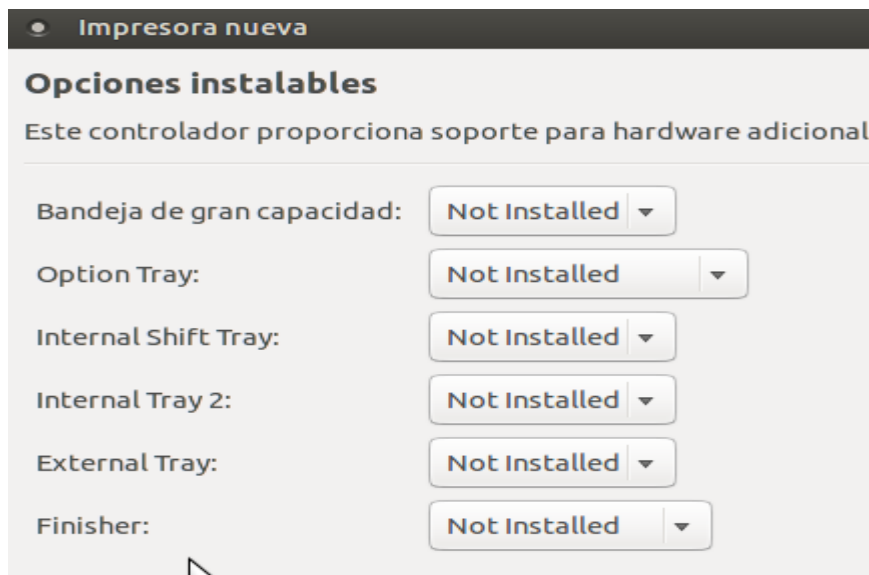 Impresora nueva
Opciones instalables
Este controlador proporciona soporte para hardware adicional
Bandeja de gran capacidad: Not Installed
Option Tray: Not Installed
Internal Shift Tray: Not Installed
Internal Tray 2: Not Installed
External Tray: Not Installed
Finisher: Not Installed